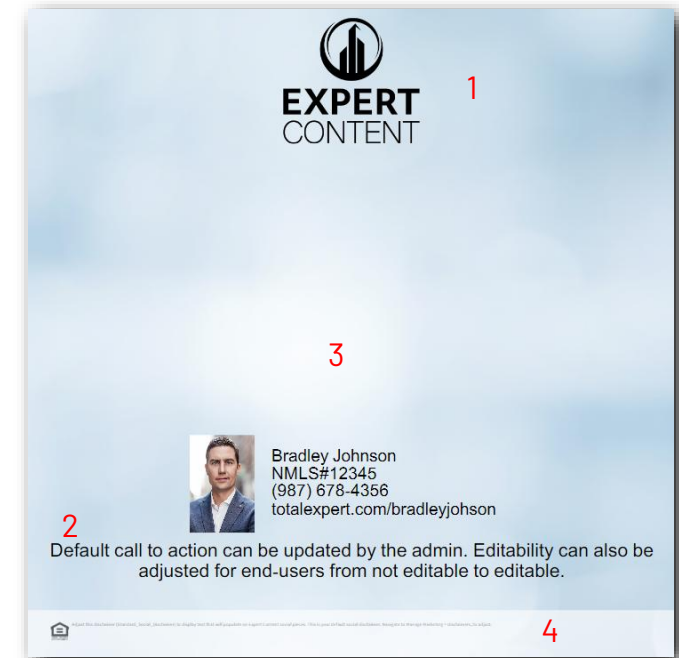 EXPERT
CONTENT
1
3
Bradley Johnson
NMLS#12345
(987) 678-4356
totalexpert.com/bradleyjohson
2
Default call to action can be updated by the admin. Editability can also be
adjusted for end-users from not editable to editable.
4